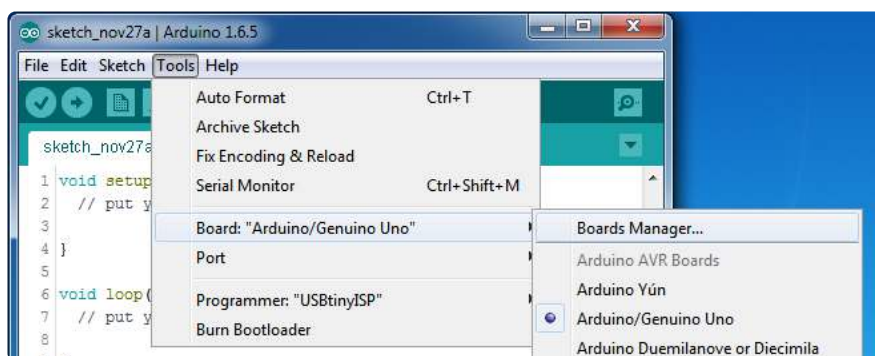 sketch_nov27a | Arduino 1.6.5
File Edit Sketch Tools Help
Auto Format Ctrl+T
Archive Sketch
Fix Encoding & Reload
Serial Monitor Ctrl+Shift+M
Board: "Arduino/Genuino Uno"
Port
Programmer: "USBtinyISP"
Burn Bootloader
Boards Manager...
Arduino AVR Boards
Arduino Yún
Arduino/Genuino Uno
Arduino Duemilanove or Diecimila
sketch_nov27a
1 void setup
2 // put y
3
4 }
5
6 void loop(
7 // put y
8